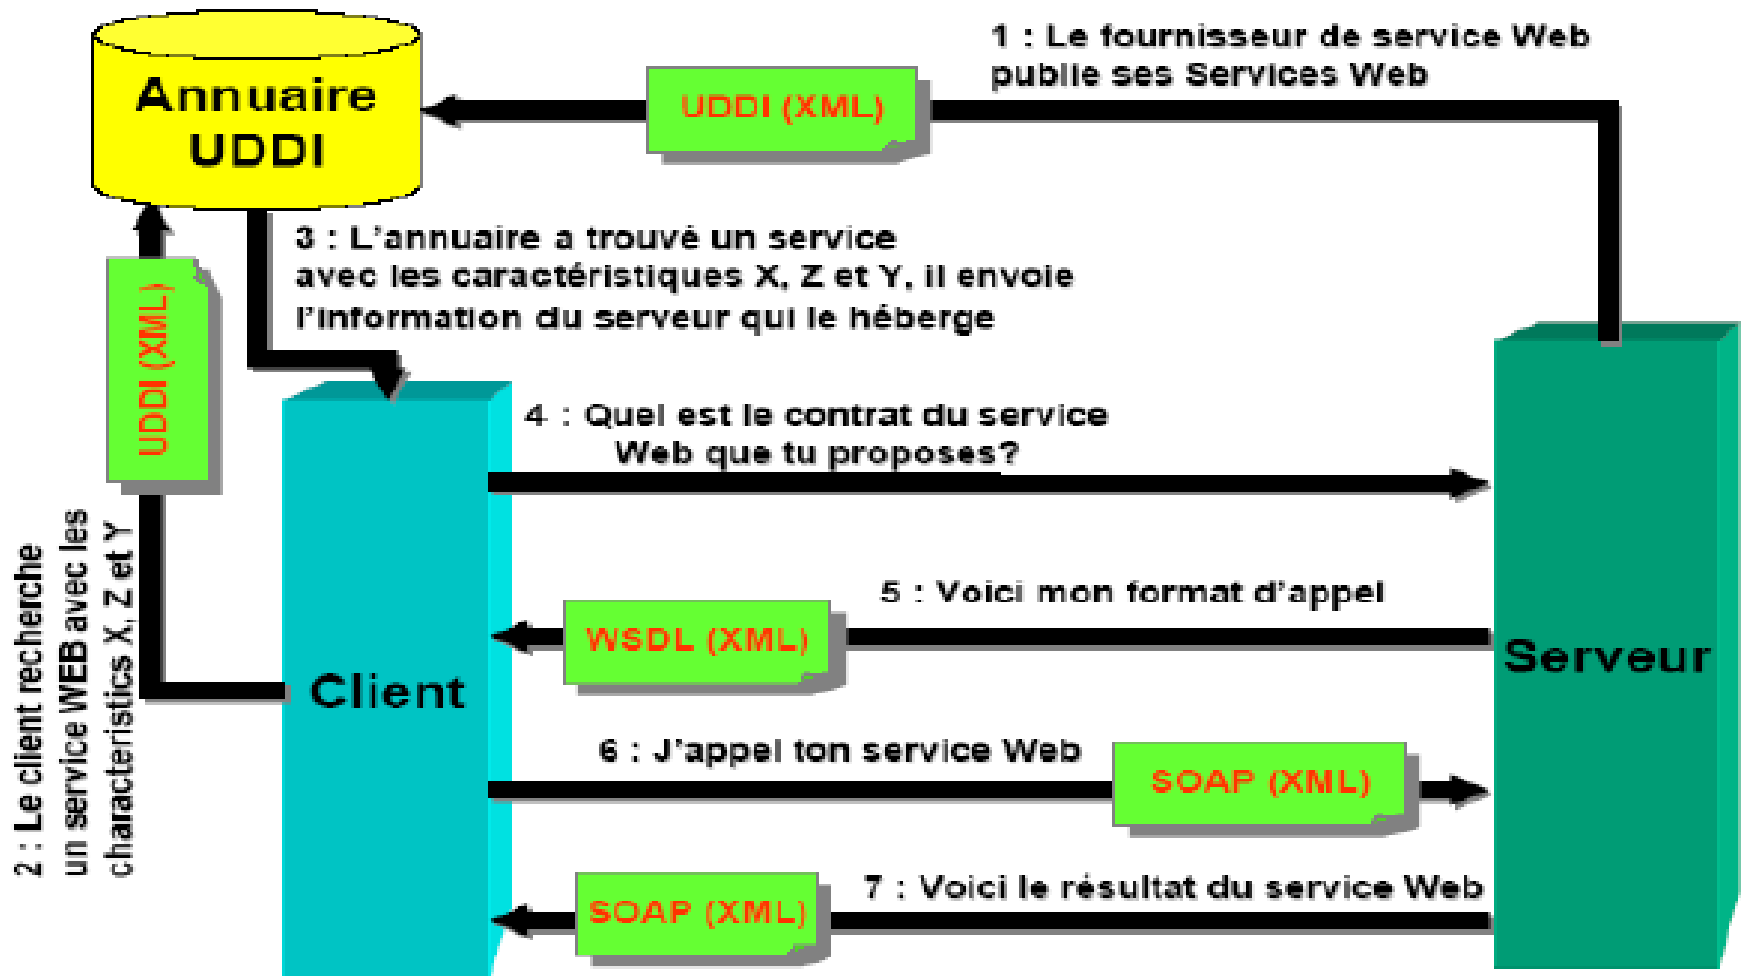 Annuaire
UDDI
1 : Le fournisseur de service Web
publie ses Services Web
UDDI (XML)
3 : L'annuaire a trouvé un service
avec les caractéristiques X, Z et Y, il envoie
l'information du serveur qui le héberge
UDDI (XML)
2 : Le client recherche
un service WEB avec les
characteristics X, Z et Y
4 : Quel est le contrat du service
Web que tu proposes?
5 : Voici mon format d'appel
WSDL (XML)
Client
Serveur
6 : J'appel ton service Web
SOAP (XML)
7 : Voici le résultat du service Web
SOAP (XML)